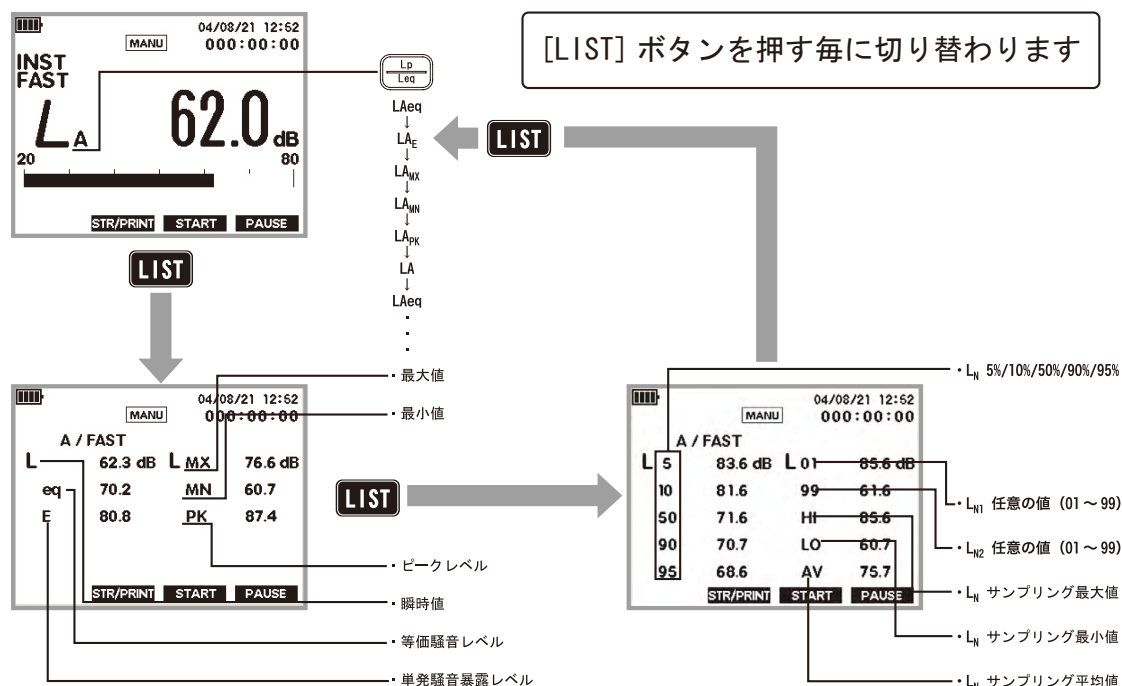 04/08/21 12:52
MANU 000:00:00
INST
FAST
LA 62.0 dB
20 80
STR/PRINT START PAUSE
[LIST] ボタンを押す毎に切り替わります
Lp
Leq
LAeq
↓
LAE
↓
LAMX
↓
LAMN
↓
LAPK
↓
LA
↓
LAeq
・
・
・
LIST
LIST
04/08/21 12:52
MANU 000:00:00
A / FAST
L 62.3 dB L MX 76.6 dB
eq 70.2 MN 60.7
E 80.8 PK 87.4
STR/PRINT START PAUSE
・最大値
・最小値
・ピークレベル
・瞬時値
・等価騒音レベル
・単発騒音暴露レベル
LIST
04/08/21 12:52
MANU 000:00:00
A / FAST
L 5 83.6 dB L 01 85.6 dB
10 81.6 99 61.6
50 71.6 HI 85.6
90 70.7 LO 60.7
95 68.6 AV 75.7
STR/PRINT START PAUSE
・LN 5%/10%/50%/90%/95%
・LN1 任意の値（01～99）
・LN2 任意の値（01～99）
・LN サンプリング最大値
・LN サンプリング最小値
・LN サンプリング平均値